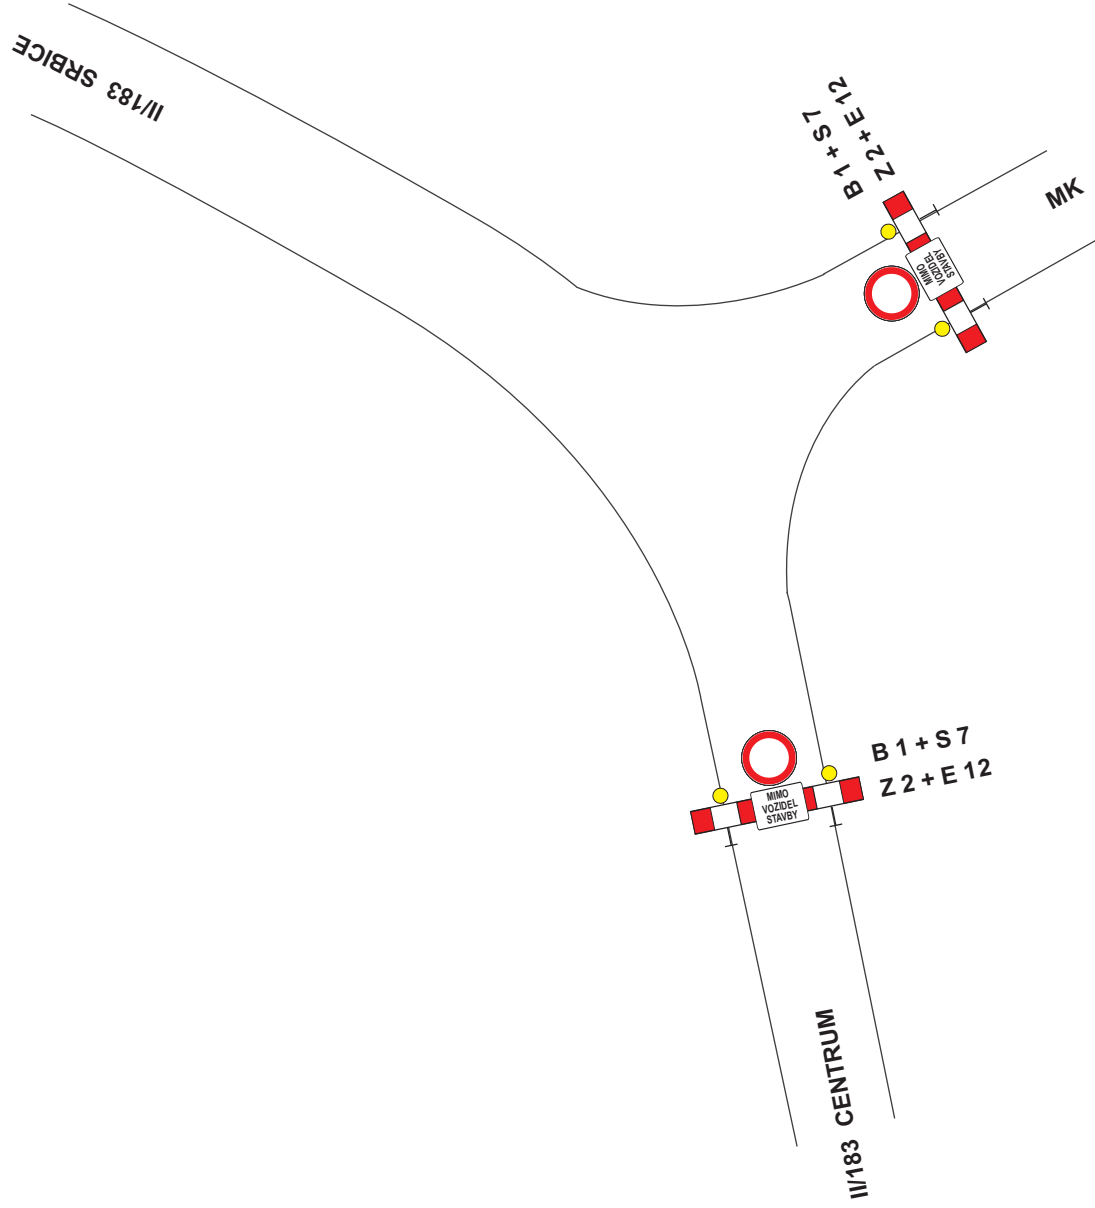 II/183 SRBICE
B 1 + S 7
Z 2 + E 12
MK
MIMO
VOZIDEL
STAVBY
B 1 + S 7
Z 2 + E 12
MIMO
VOZIDEL
STAVBY
II/183 CENTRUM